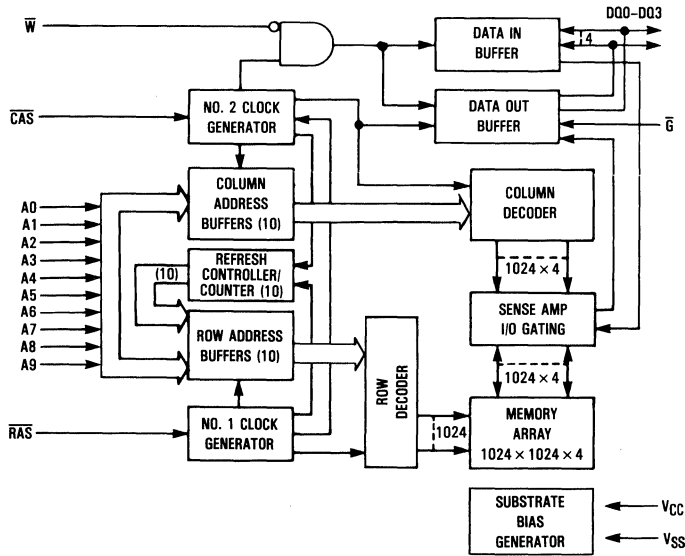 W̅
DATA IN
BUFFER
DQ0–DQ3
4
C̅A̅S̅
NO. 2 CLOCK
GENERATOR
DATA OUT
BUFFER
G̅
COLUMN
ADDRESS
BUFFERS (10)
COLUMN
DECODER
A0
A1
A2
A3
A4
A5
A6
A7
A8
A9
(10)
REFRESH
CONTROLLER/
COUNTER (10)
1024 × 4
SENSE AMP
I/O GATING
ROW ADDRESS
BUFFERS (10)
ROW
DECODER
1024 × 4
R̅A̅S̅
NO. 1 CLOCK
GENERATOR
1024
MEMORY
ARRAY
1024 × 1024 × 4
SUBSTRATE
BIAS
GENERATOR
VCC
VSS